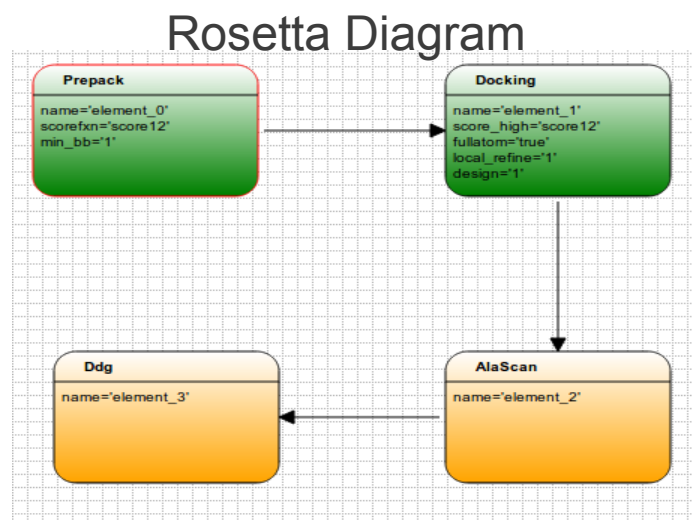 Rosetta Diagram
Prepack
name="element_0"
scorefxn="score12"
min_bb="1"
Docking
name="element_1"
score_high="score12"
fullatom="true"
local_refine="1"
design="1"
AlaScan
name="element_2"
Ddg
name="element_3"